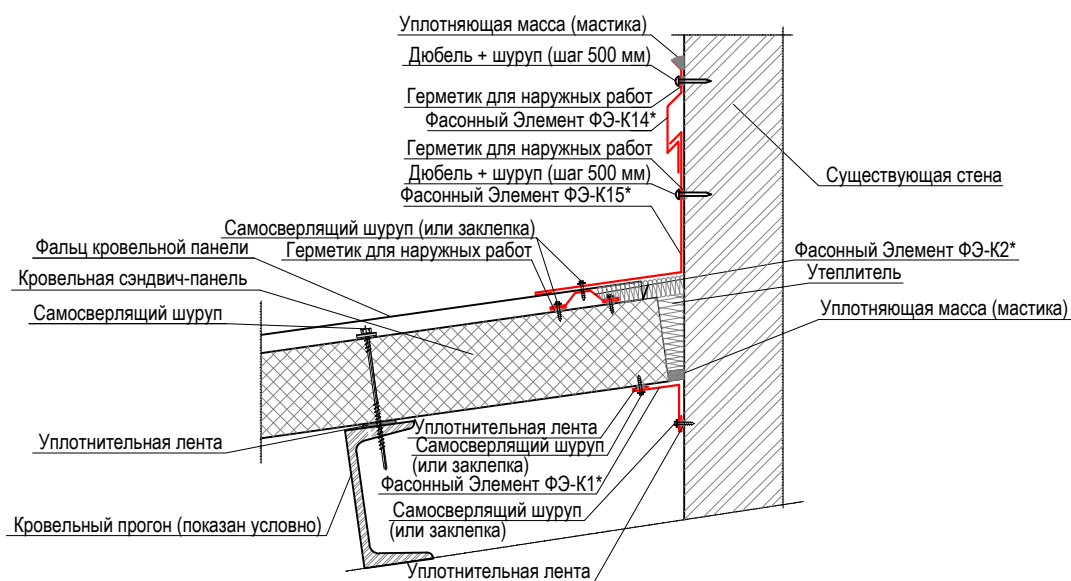 Уплотняющая масса (мастика)
Дюбель + шуруп (шаг 500 мм)
Герметик для наружных работ
Фасонный Элемент ФЭ-К14*
Герметик для наружных работ
Дюбель + шуруп (шаг 500 мм)
Фасонный Элемент ФЭ-К15*
Существующая стена
Самосверлящий шуруп (или заклепка)
Герметик для наружных работ
Фальц кровельной панели
Кровельная сэндвич-панель
Самосверлящий шуруп
Фасонный Элемент ФЭ-К2*
Утеплитель
Уплотняющая масса (мастика)
Уплотнительная лента
Уплотнительная лента
Самосверлящий шуруп
(или заклепка)
Фасонный Элемент ФЭ-К1*
Самосверлящий шуруп
(или заклепка)
Кровельный прогон (показан условно)
Уплотнительная лента